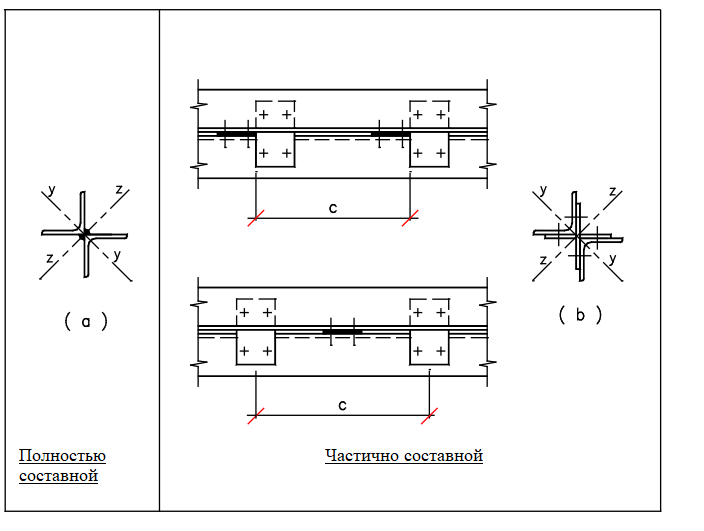 y z
z y
( a )
c
y z
z y
( b )
c
Полностью
составной
Частично составной